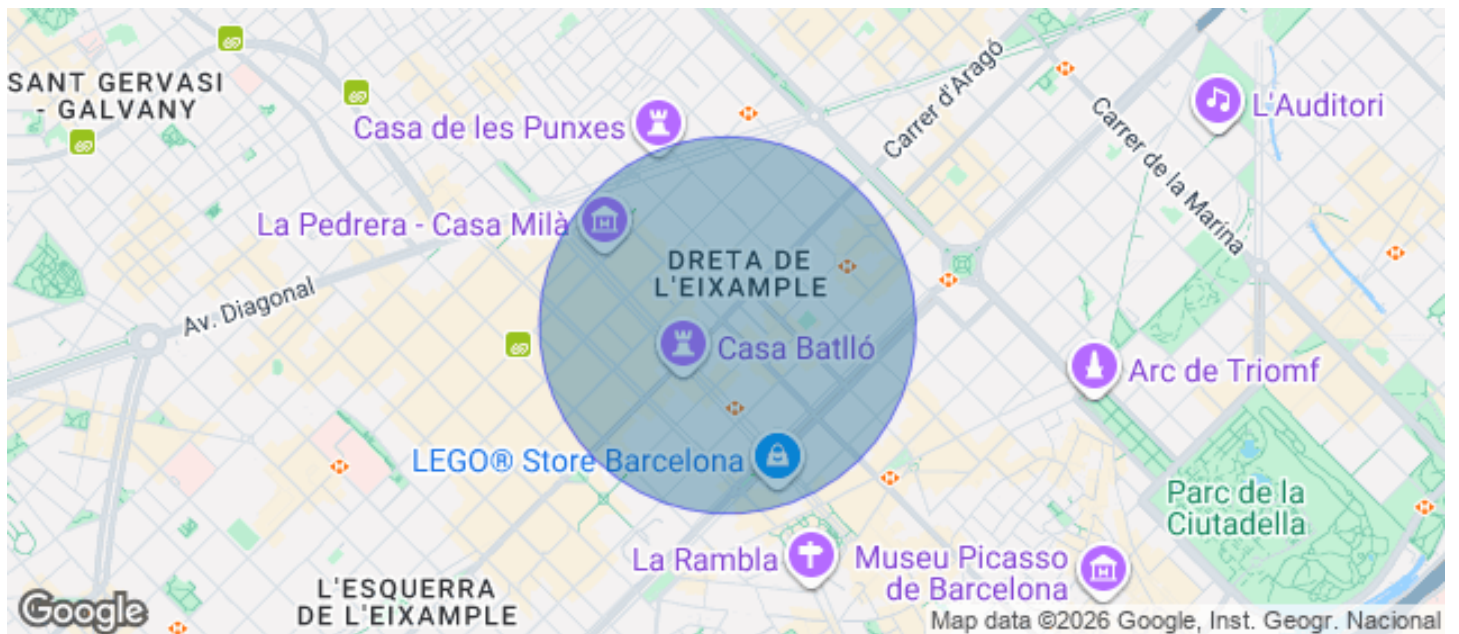 SANT GERVASI
- GALVANY
Casa de les Punxes
Carrer d'Aragó
L'Auditori
Carrer de la Marina
La Pedrera - Casa Milà
DRETA DE
L'EIXAMPLE
Av. Diagonal
Casa Batlló
Arc de Triomf
LEGO® Store Barcelona
Parc de la
Ciutadella
La Rambla
Museu Picasso
de Barcelona
L'ESQUERRA
DE L'EIXAMPLE
Google
Map data ©2026 Google, Inst. Geogr. Nacional